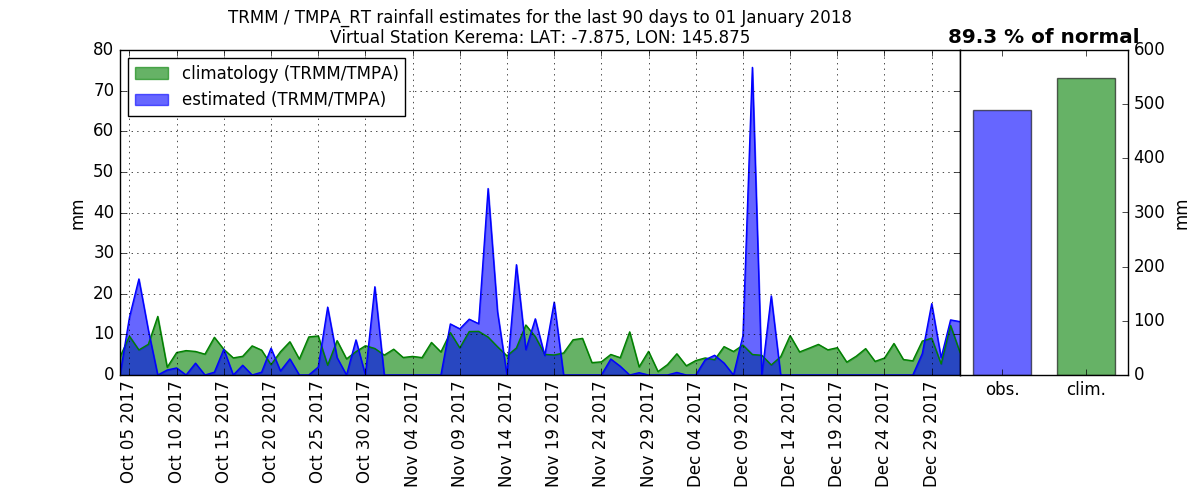 TRMM / TMPA_RT rainfall estimates for the last 90 days to 01 January 2018
Virtual Station Kerema: LAT: -7.875, LON: 145.875
89.3 % of normal
climatology (TRMM/TMPA)
estimated (TRMM/TMPA)
mm
80
70
60
50
40
30
20
10
0
Oct 05 2017
Oct 10 2017
Oct 15 2017
Oct 20 2017
Oct 25 2017
Oct 30 2017
Nov 04 2017
Nov 09 2017
Nov 14 2017
Nov 19 2017
Nov 24 2017
Nov 29 2017
Dec 04 2017
Dec 09 2017
Dec 14 2017
Dec 19 2017
Dec 24 2017
Dec 29 2017
obs.
clim.
600
500
400
300
200
100
0
mm